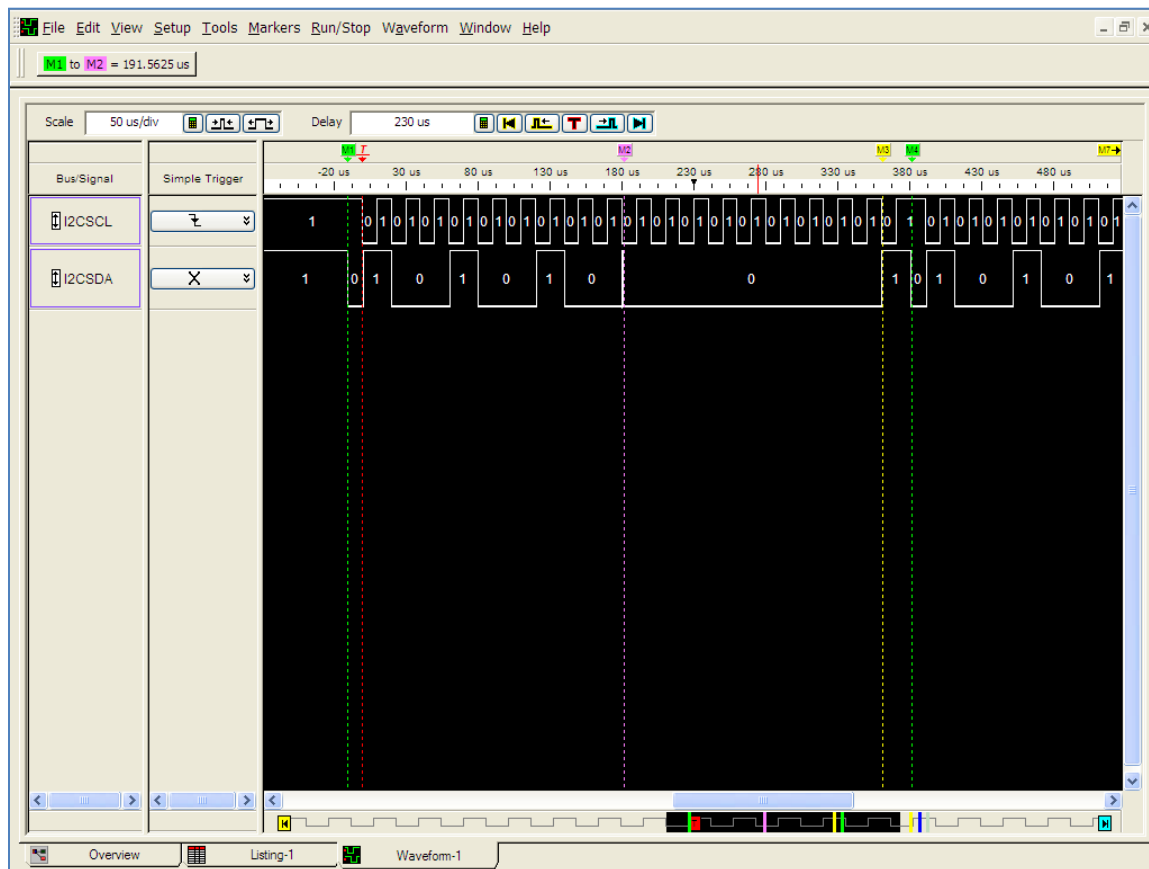 File Edit View Setup Tools Markers Run/Stop Waveform Window Help
M1 to M2 = 191.5625 us
Scale 50 us/div Delay 230 us T
M1 T M2 M3 M4 M7
Bus/Signal Simple Trigger -20 us 30 us 80 us 130 us 180 us 230 us 280 us 330 us 380 us 430 us 480 us
I2CSCL 1 0 1 0 1 0 1 0 1 0 1 0 1 0 1 0 1 0 1 0 1 0 1 0 1 0 1 0 1 0 1 0 1 0 1 0 1 0 1 0 1 0 1 0 1 0 1 0 1 0 1 0 1
I2CSDA X 1 0 1 0 1 0 1 0 0 1 0 1 0 1 0 1
Overview Listing-1 Waveform-1